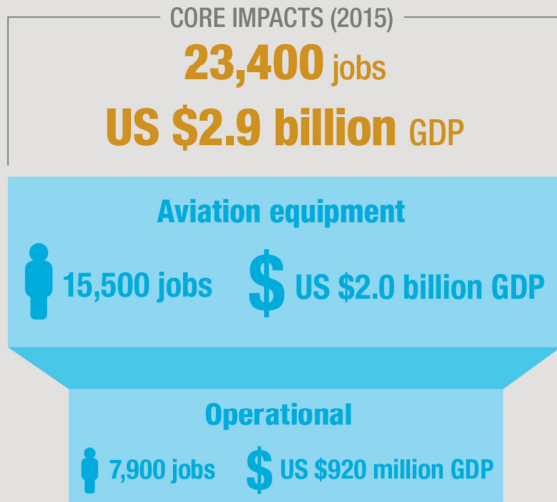 CORE IMPACTS (2015)
23,400 jobs
US $2.9 billion GDP
Aviation equipment
15,500 jobs $ US $2.0 billion GDP
Operational
7,900 jobs $ US $920 million GDP